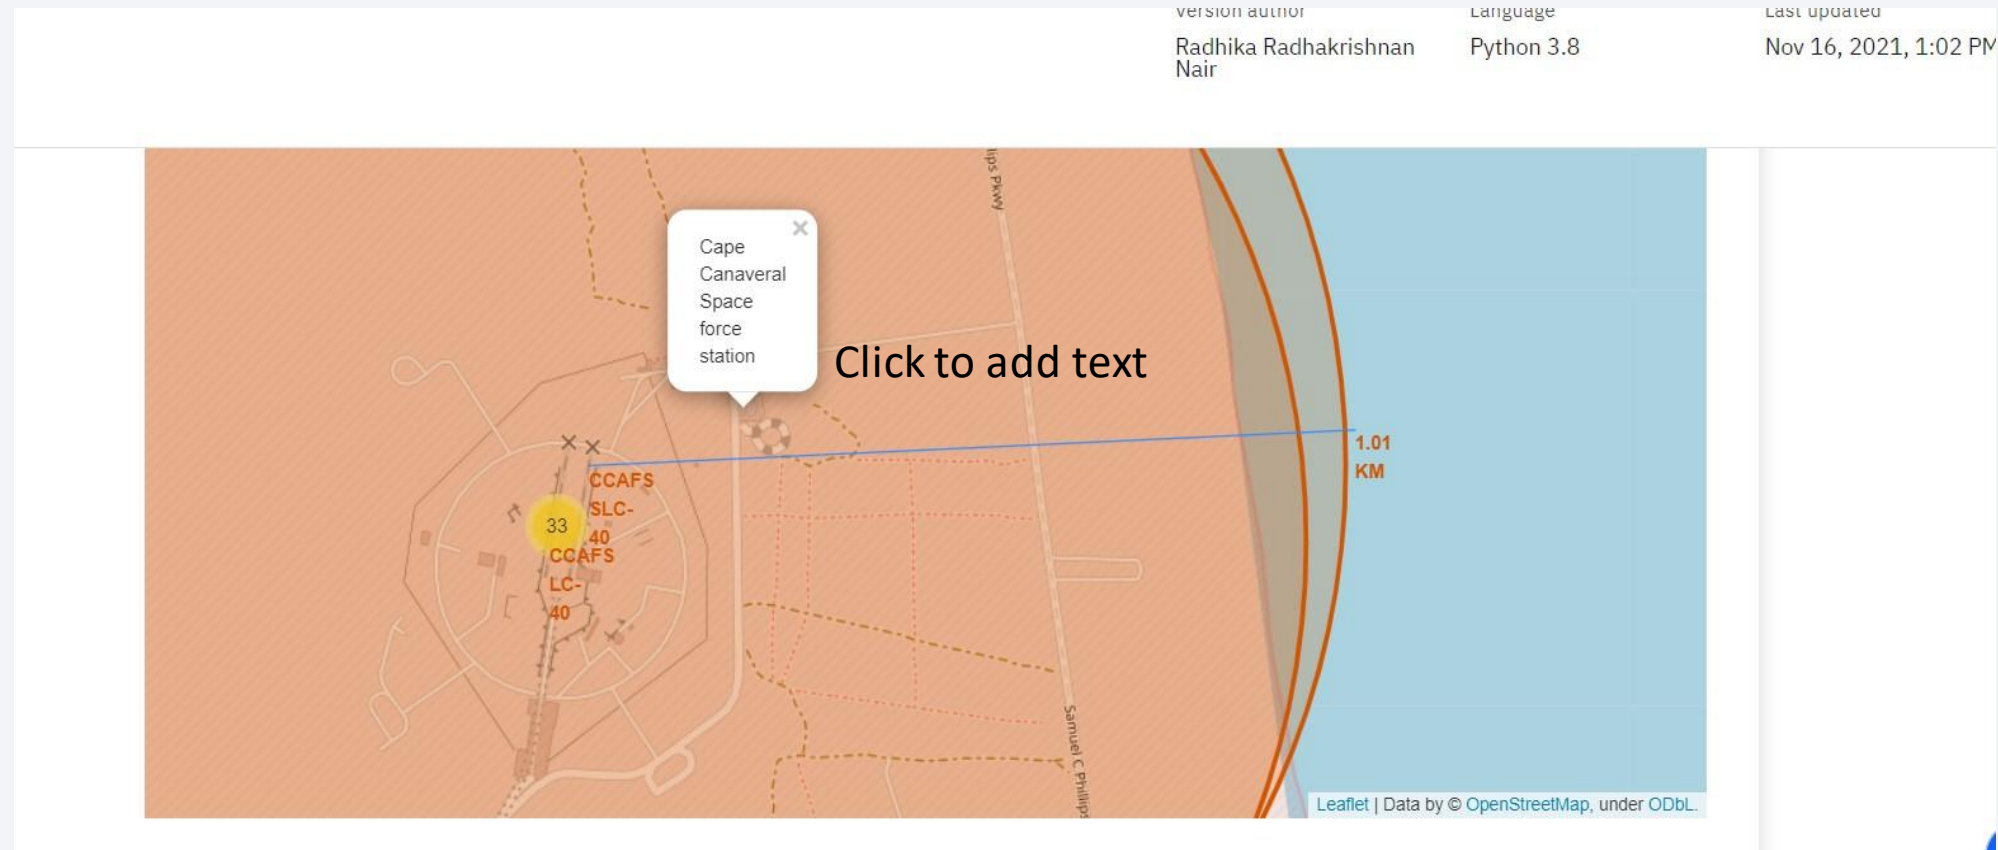 Version author
Language
Last updated
Radhika Radhakrishnan
Nair
Python 3.8
Nov 16, 2021, 1:02 PM
lips Pkwy
Cape
Canaveral
Space
force
station
Click to add text
1.01
KM
CCAFS
SLC-
40
33
CCAFS
LC-
40
Samuel C Phillips
Leaflet | Data by © OpenStreetMap, under ODbL.